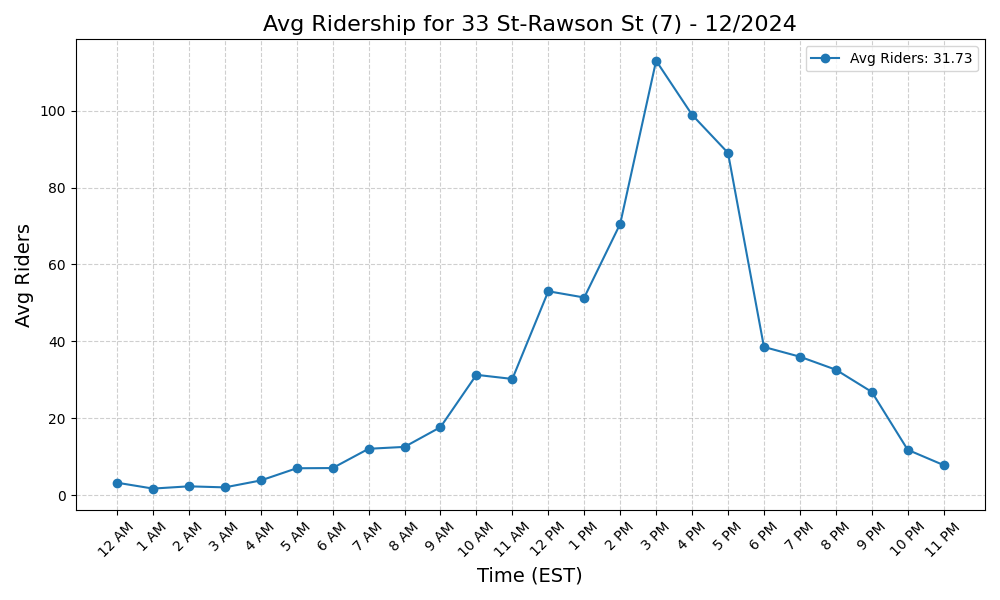 Avg Ridership for 33 St-Rawson St (7) - 12/2024
Avg Riders: 31.73
Avg Riders
100
80
60
40
20
0
12 AM
1 AM
2 AM
3 AM
4 AM
5 AM
6 AM
7 AM
8 AM
9 AM
10 AM
11 AM
12 PM
1 PM
2 PM
3 PM
4 PM
5 PM
6 PM
7 PM
8 PM
9 PM
10 PM
11 PM
Time (EST)